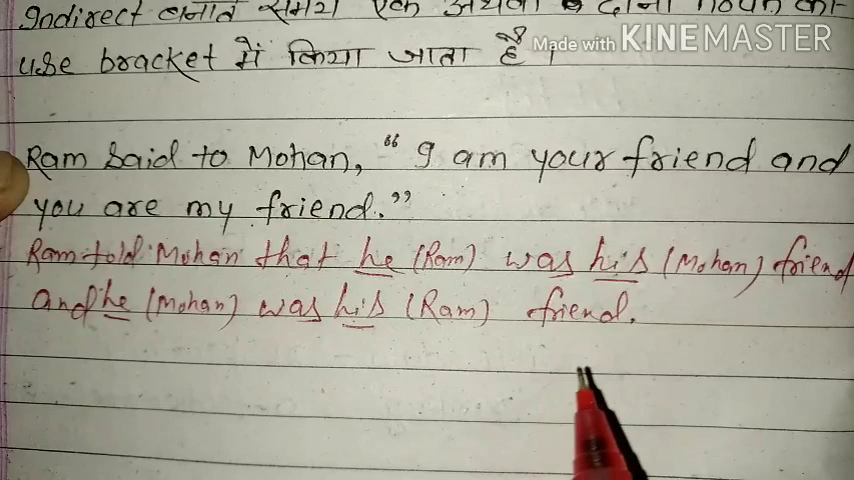 Indirect बनाते समय एक अथवा दोनो noun का
Made with KINEMASTER
use bracket में किया जाता है।
Ram said to Mohan, "I am your friend and
you are my friend."
Ram told Mohan that he (Ram) was his (Mohan) friend
and he (Mohan) was his (Ram) friend.